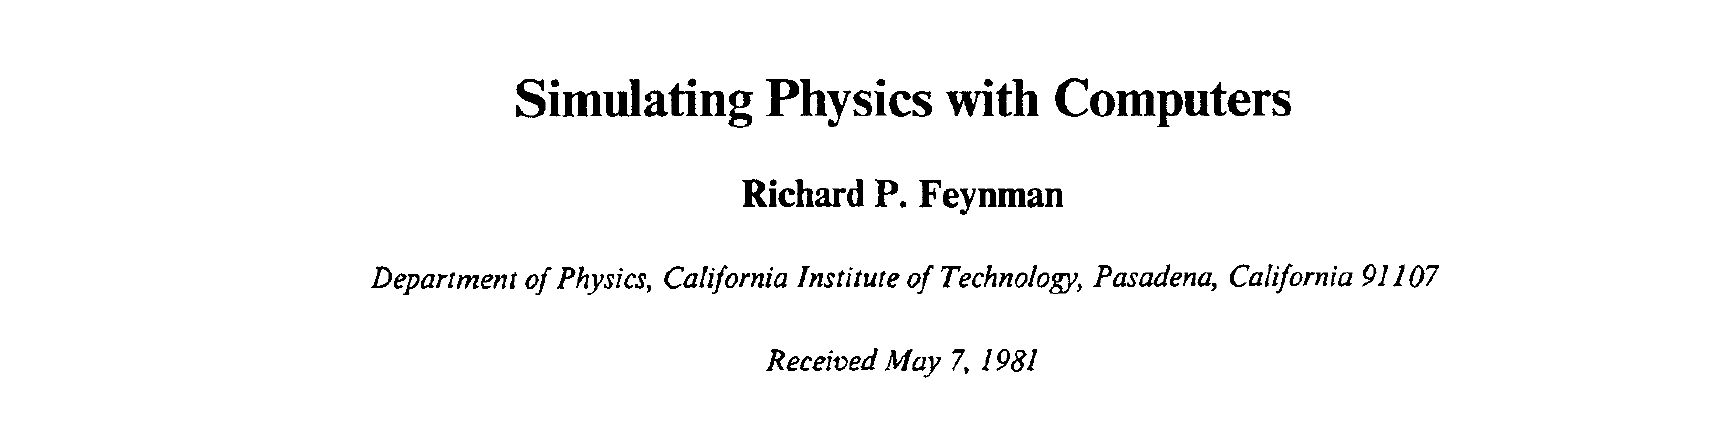 Simulating Physics with Computers
Richard P. Feynman
Department of Physics, California Institute of Technology, Pasadena, California 91107
Received May 7, 1981